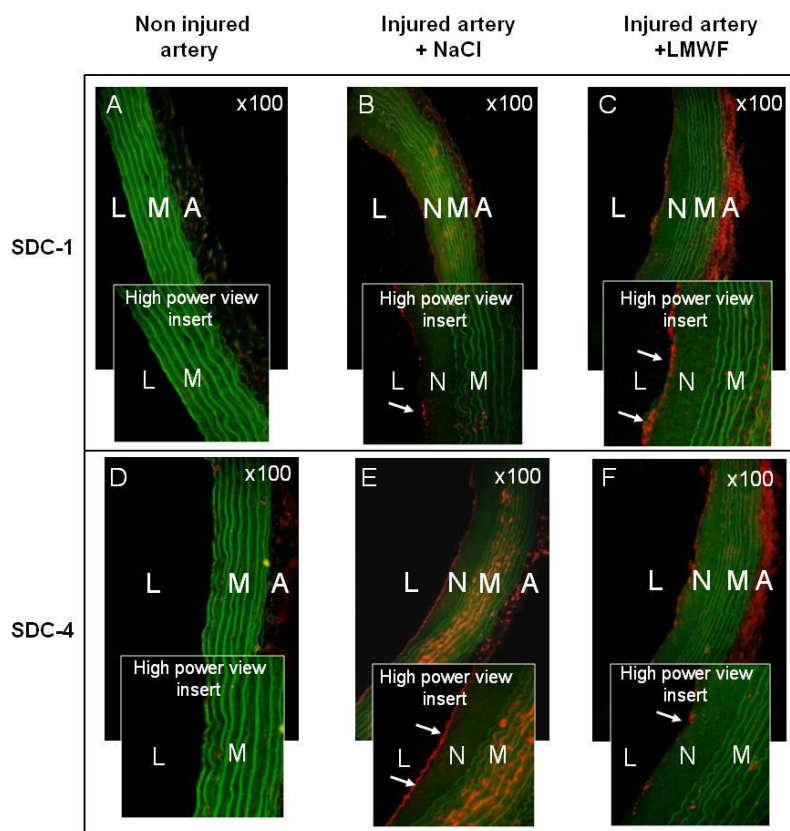 Non injured
artery
Injured artery
+ NaCl
Injured artery
+LMWF
SDC-1
A
x100
L M A
High power view
insert
L M
B
x100
L N M A
High power view
insert
L N M
C
x100
L N M A
High power view
insert
L N M
SDC-4
D
x100
L M A
High power view
insert
L M
E
x100
L N M A
High power view
insert
L N M
F
x100
L N M A
High power view
insert
L N M